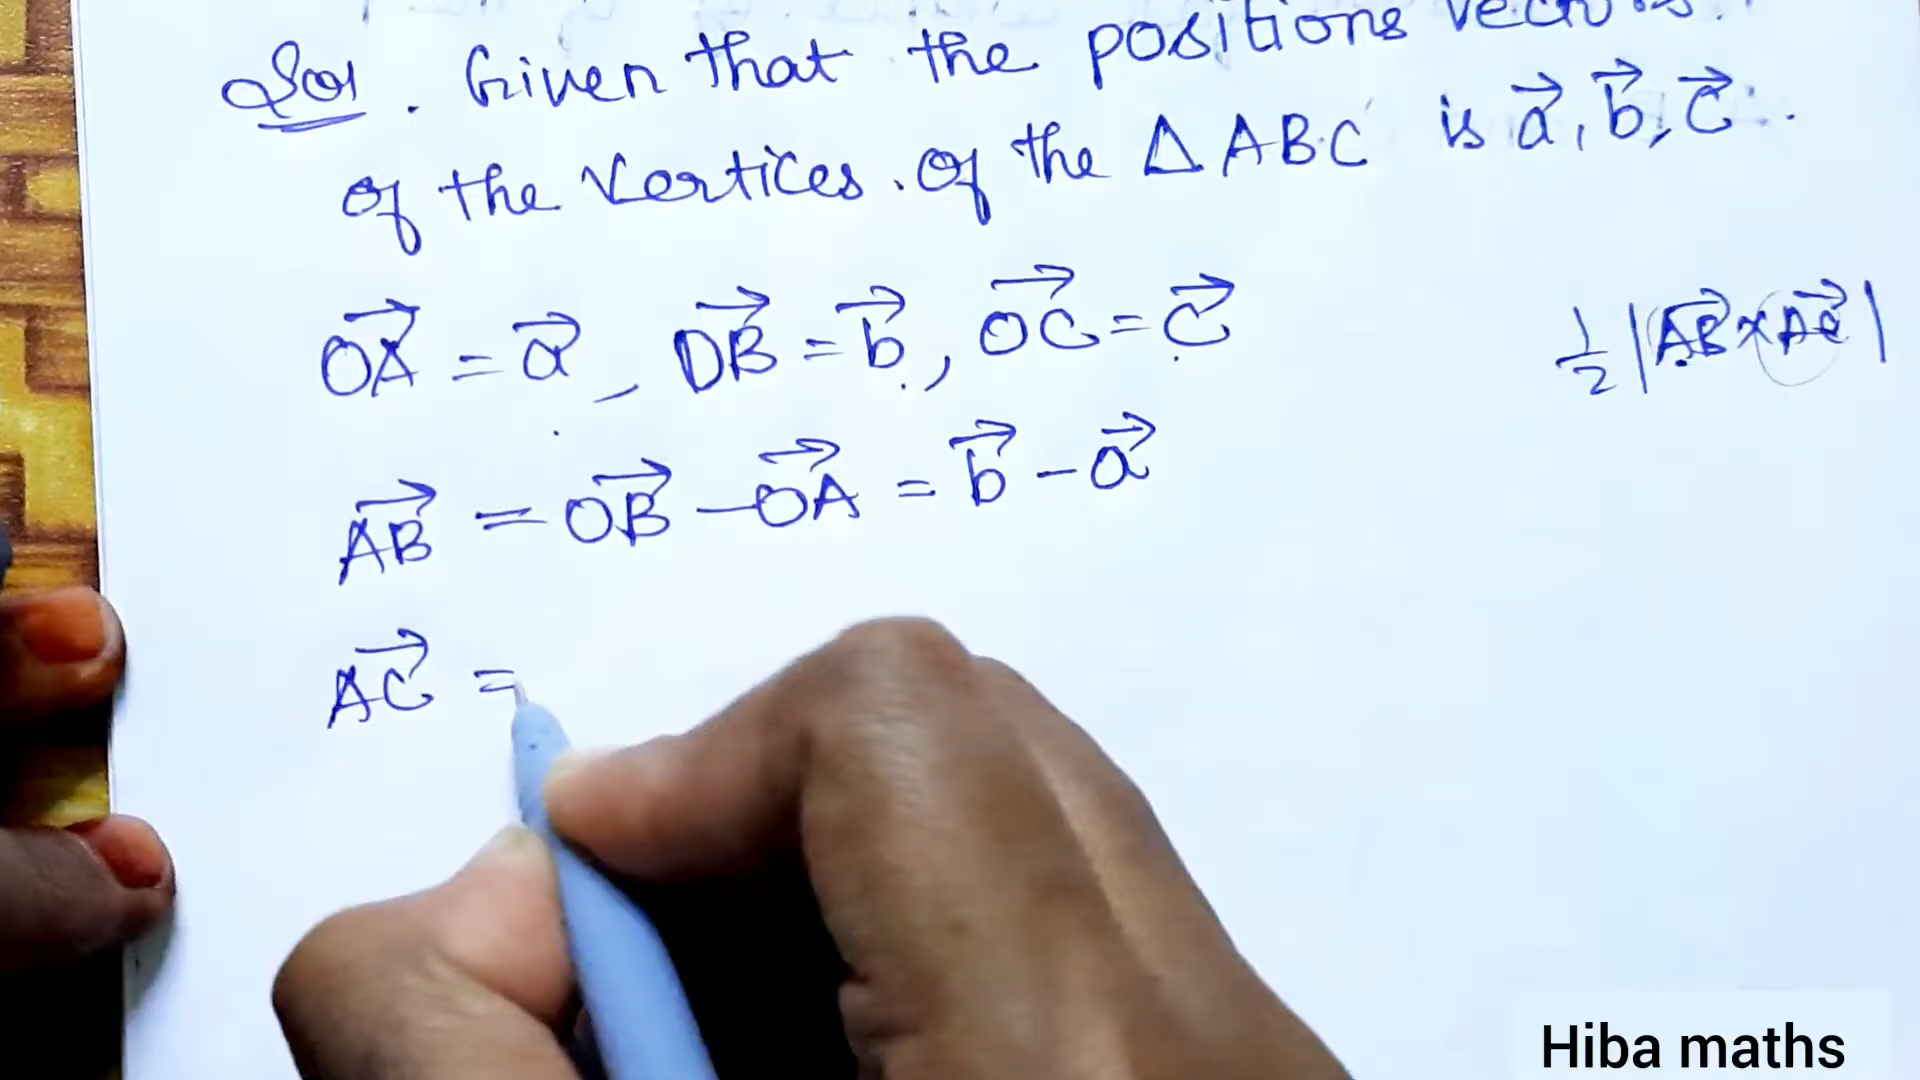 Sol. Given that the positions vectors.
of the vertices of the △ ABC is a⃗, b⃗, c⃗.
OA⃗ = a⃗, OB⃗ = b⃗, OC⃗ = c⃗
½ |AB⃗ × AC⃗|
AB⃗ = OB⃗ − OA⃗ = b⃗ − a⃗
AC⃗ =
Hiba maths